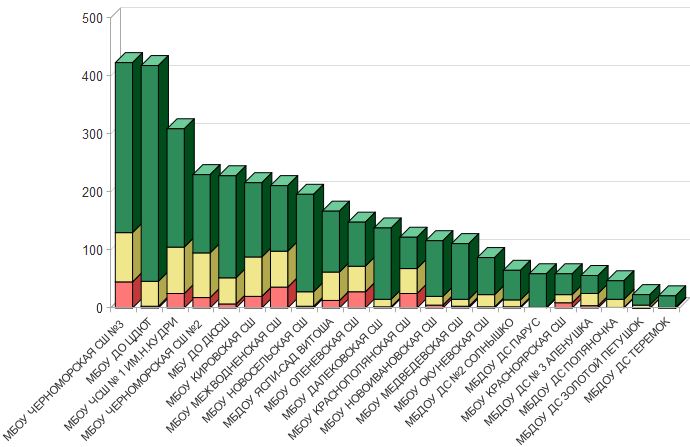 500
400
300
200
100
0
МБОУ ЧЕРНОМОРСКАЯ СШ №3
МБОУ ДО ЦДЮТ
МБОУ ЧСШ № 1 ИМ.Н.КУДРИ
МБОУ ЧЕРНОМОРСКАЯ СШ №2
МБУ ДО ДЮСШ
МБОУ КИРОВСКАЯ СШ
МБОУ МЕЖВОДНЕНСКАЯ СШ
МБОУ НОВОСЕЛЬСКАЯ СШ
МБДОУ ЯСЛИ-САД ВИТОША
МБОУ ОЛЕНЕВСКАЯ СШ
МБОУ ДАЛЕКОВСКАЯ СШ
МБОУ КРАСНОПОЛЯНСКАЯ СШ
МБОУ НОВОИВАНОВСКАЯ СШ
МБОУ МЕДВЕДЕВСКАЯ СШ
МБОУ ОКУНЕВСКАЯ СШ
МБДОУ ДС №2 СОЛНЫШКО
МБДОУ ДС ПАРУС
МБОУ КРАСНОЯРСКАЯ СШ
МБДОУ ДС № 3 АЛЕНУШКА
МБДОУ ДС ПОЛЯНОЧКА
МБДОУ ДС ЗОЛОТОЙ ПЕТУШОК
МБДОУ ДС ТЕРЕМОК